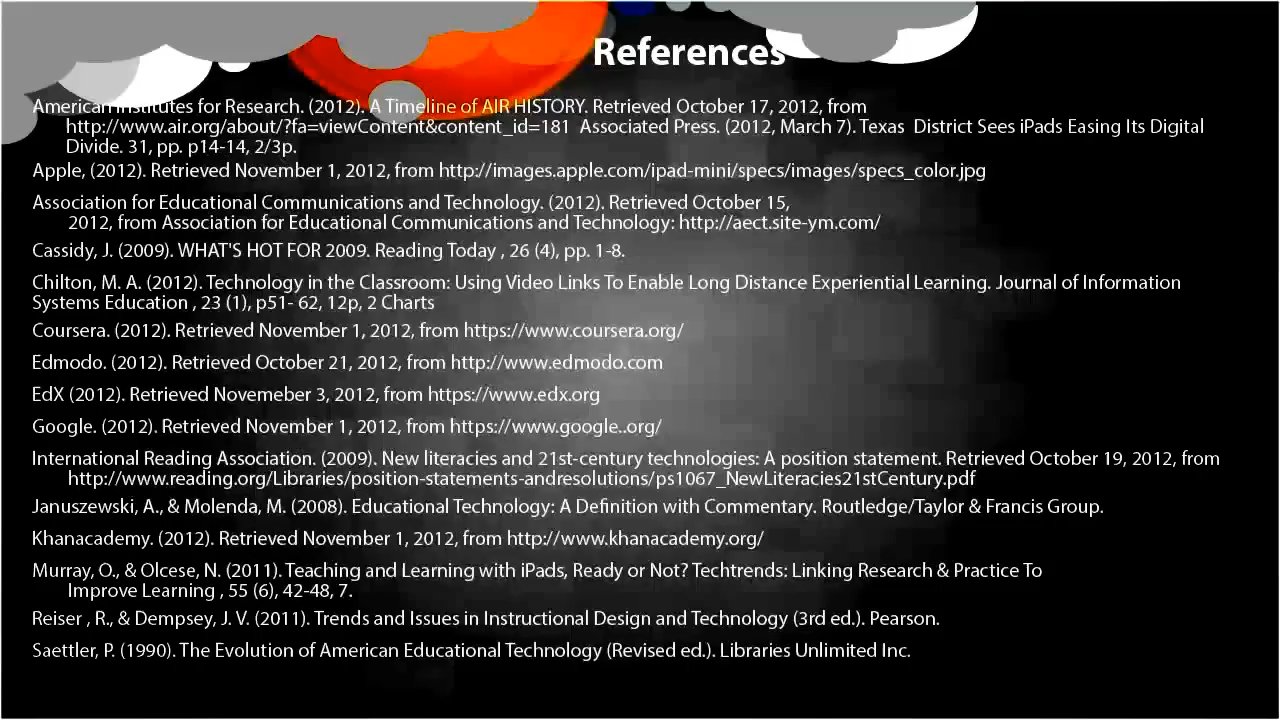 References
American Institutes for Research. (2012). A Timeline of AIR HISTORY. Retrieved October 17, 2012, from
http://www.air.org/about/?fa=viewContent&content_id=181 Associated Press. (2012, March 7). Texas District Sees iPads Easing Its Digital
Divide. 31, pp. p14-14, 2/3p.
Apple, (2012). Retrieved November 1, 2012, from http://images.apple.com/ipad-mini/specs/images/specs_color.jpg
Association for Educational Communications and Technology. (2012). Retrieved October 15,
2012, from Association for Educational Communications and Technology: http://aect.site-ym.com/
Cassidy, J. (2009). WHAT'S HOT FOR 2009. Reading Today , 26 (4), pp. 1-8.
Chilton, M. A. (2012). Technology in the Classroom: Using Video Links To Enable Long Distance Experiential Learning. Journal of Information
Systems Education , 23 (1), p51- 62, 12p, 2 Charts
Coursera. (2012). Retrieved November 1, 2012, from https://www.coursera.org/
Edmodo. (2012). Retrieved October 21, 2012, from http://www.edmodo.com
EdX (2012). Retrieved Novemeber 3, 2012, from https://www.edx.org
Google. (2012). Retrieved November 1, 2012, from https://www.google..org/
International Reading Association. (2009). New literacies and 21st-century technologies: A position statement. Retrieved October 19, 2012, from
http://www.reading.org/Libraries/position-statements-andresolutions/ps1067_NewLiteracies21stCentury.pdf
Januszewski, A., & Molenda, M. (2008). Educational Technology: A Definition with Commentary. Routledge/Taylor & Francis Group.
Khanacademy. (2012). Retrieved November 1, 2012, from http://www.khanacademy.org/
Murray, O., & Olcese, N. (2011). Teaching and Learning with iPads, Ready or Not? Techtrends: Linking Research & Practice To
Improve Learning , 55 (6), 42-48, 7.
Reiser , R., & Dempsey, J. V. (2011). Trends and Issues in Instructional Design and Technology (3rd ed.). Pearson.
Saettler, P. (1990). The Evolution of American Educational Technology (Revised ed.). Libraries Unlimited Inc.